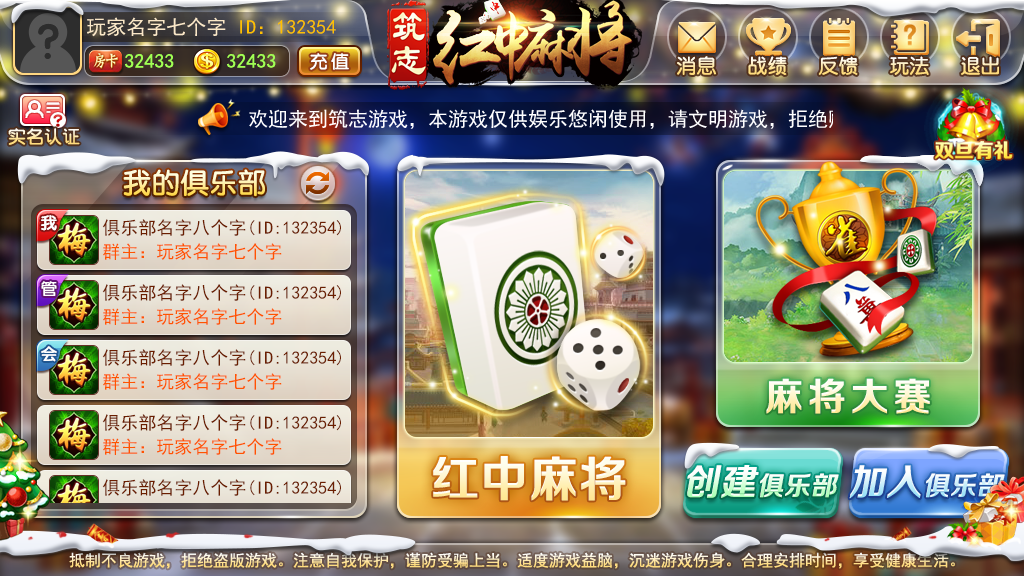 玩家名字七个字 ID: 132354
房卡 32433 $ 32433 充值
筑志 红中麻将
消息 战绩 反馈 玩法 退出
实名认证
欢迎来到筑志游戏，本游戏仅供娱乐悠闲使用，请文明游戏，拒绝
双旦有礼
我的俱乐部
我 梅 俱乐部名字八个字(ID:132354)
群主：玩家名字七个字
管 梅 俱乐部名字八个字(ID:132354)
群主：玩家名字七个字
会 梅 俱乐部名字八个字(ID:132354)
群主：玩家名字七个字
梅 俱乐部名字八个字(ID:132354)
群主：玩家名字七个字
梅 俱乐部名字八个字(ID:132354)
红中麻将
雀
中
八萬
麻将大赛
创建俱乐部
加入俱乐部
抵制不良游戏，拒绝盗版游戏。注意自我保护，谨防受骗上当。适度游戏益脑，沉迷游戏伤身。合理安排时间，享受健康生活。